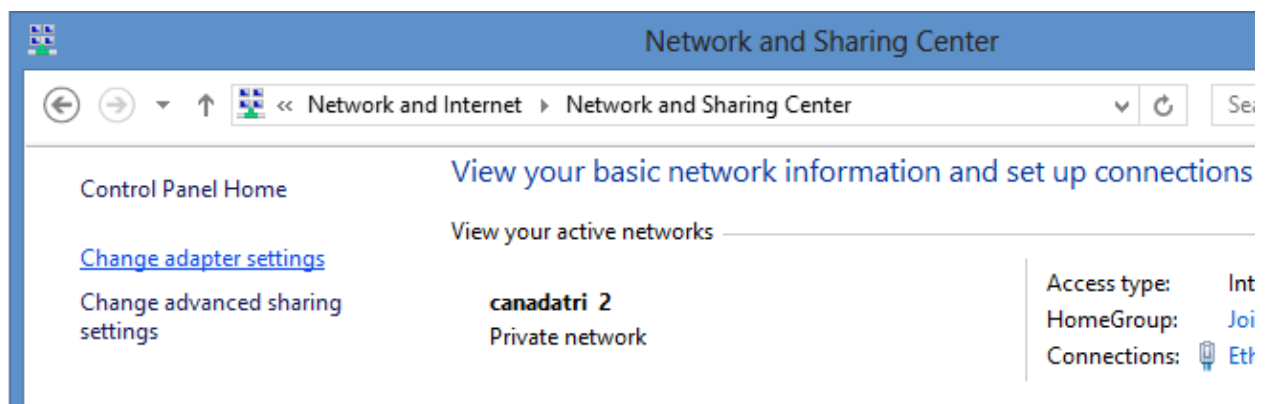 Network and Sharing Center
« Network and Internet Network and Sharing Center
Control Panel Home
View your basic network information and set up connections
View your active networks
Change adapter settings
Change advanced sharing
settings
canadatri 2
Private network
Access type:
HomeGroup:
Connections: